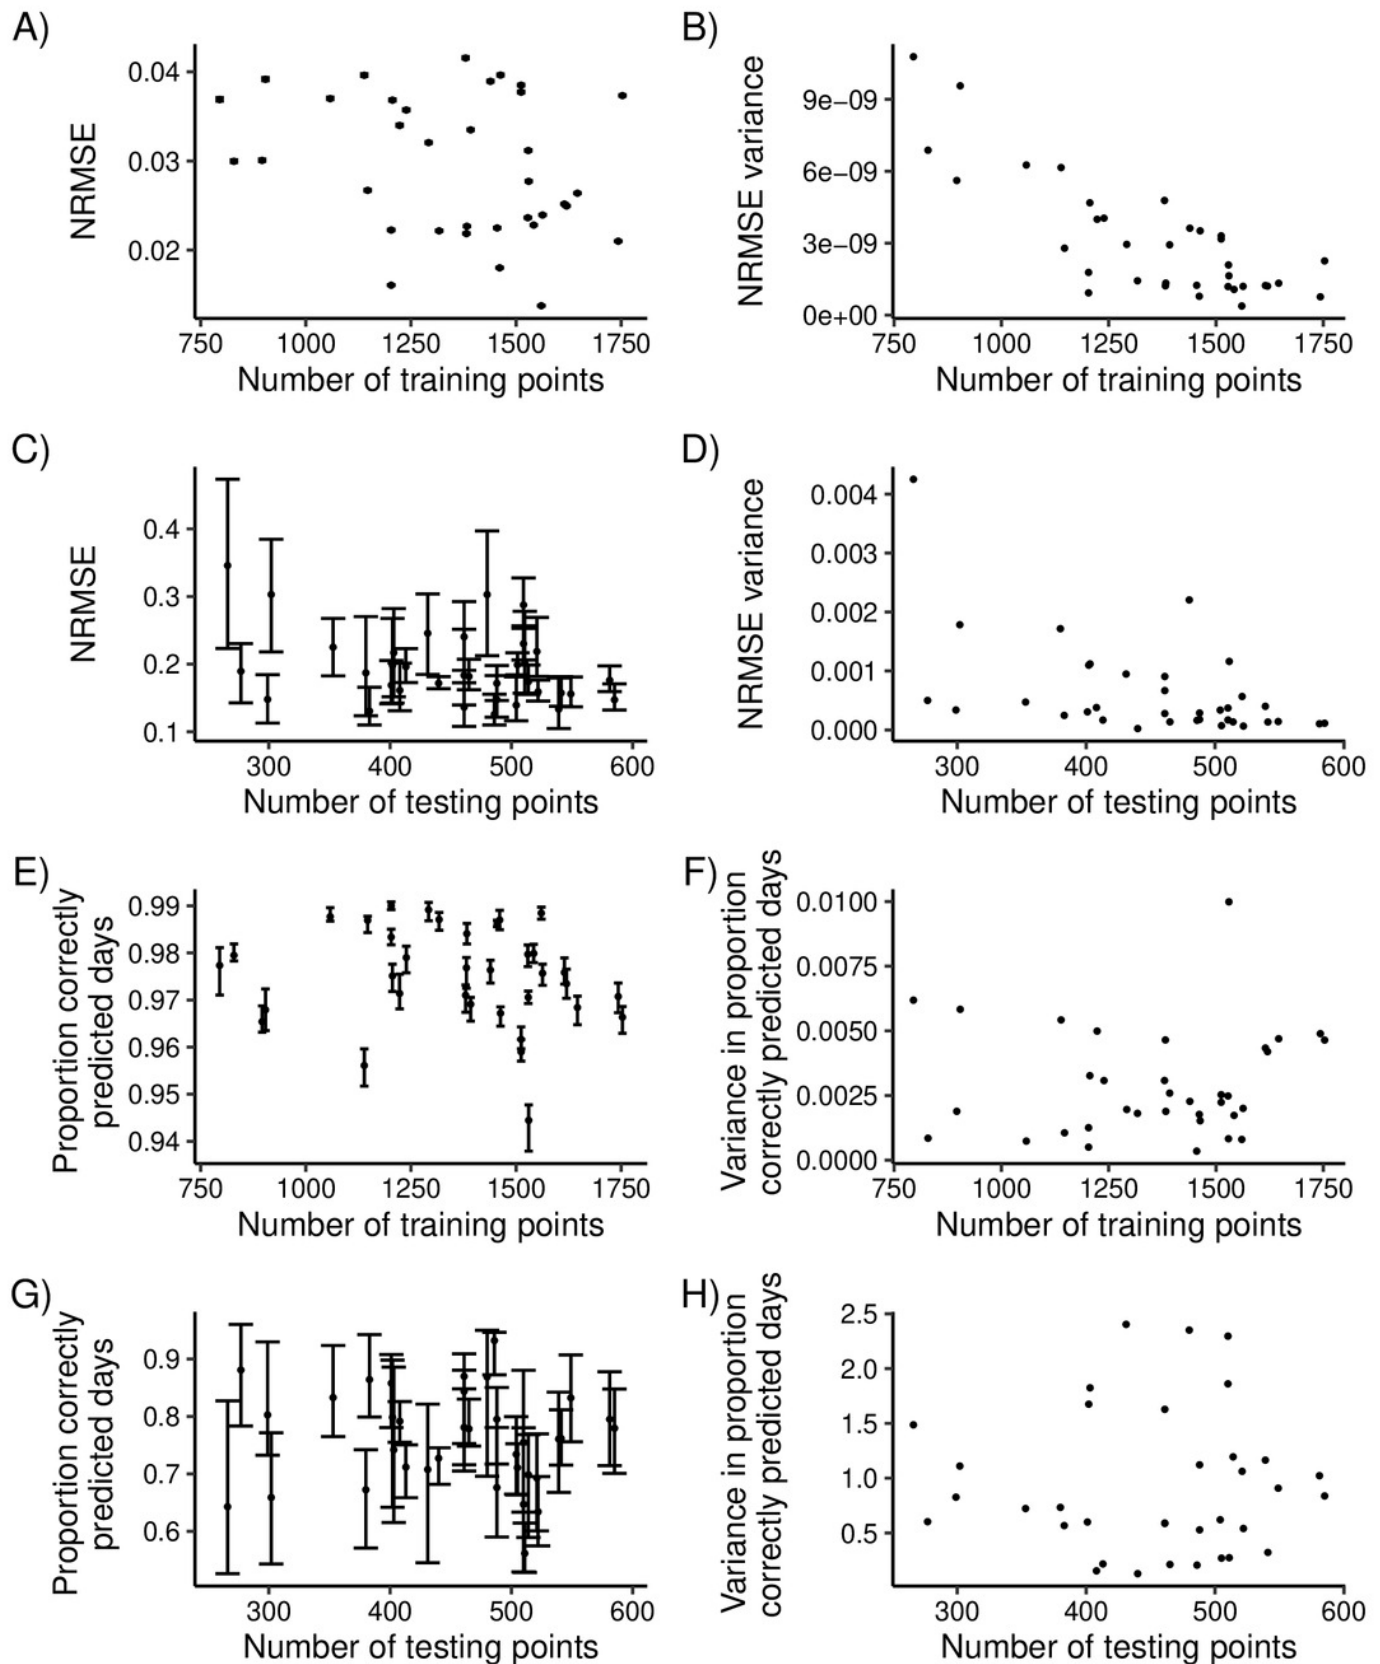 A)
NRMSE
0.04
0.03
0.02
750 1000 1250 1500 1750
Number of training points
B)
NRMSE variance
9e−09
6e−09
3e−09
0e+00
750 1000 1250 1500 1750
Number of training points
C)
NRMSE
0.4
0.3
0.2
0.1
300 400 500 600
Number of testing points
D)
NRMSE variance
0.004
0.003
0.002
0.001
0.000
300 400 500 600
Number of testing points
E)
Proportion correctly
predicted days
0.99
0.98
0.97
0.96
0.95
0.94
750 1000 1250 1500 1750
Number of training points
F)
Variance in proportion
correctly predicted days
0.0100
0.0075
0.0050
0.0025
0.0000
750 1000 1250 1500 1750
Number of training points
G)
Proportion correctly
predicted days
0.9
0.8
0.7
0.6
300 400 500 600
Number of testing points
H)
Variance in proportion
correctly predicted days
2.5
2.0
1.5
1.0
0.5
300 400 500 600
Number of testing points